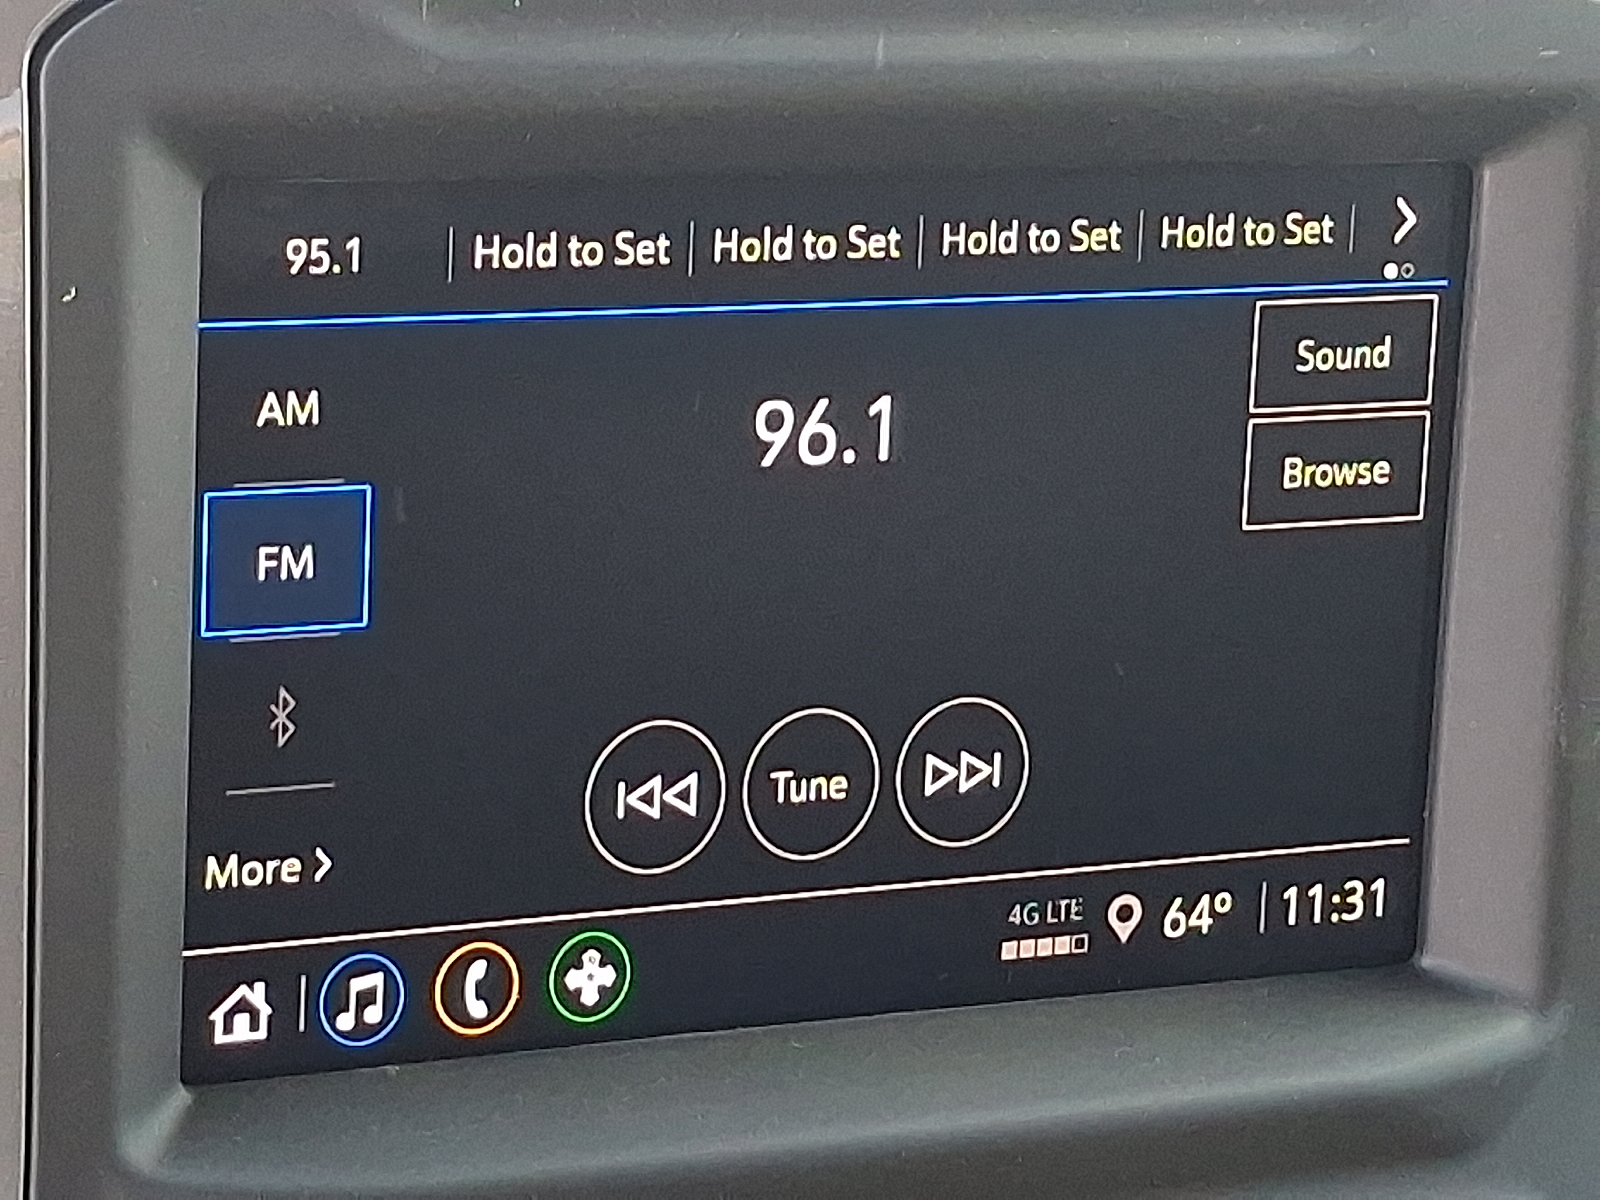 95.1 | Hold to Set | Hold to Set | Hold to Set | Hold to Set |
Sound
AM
96.1
Browse
FM
Tune
More >
4G LTE 64° | 11:31